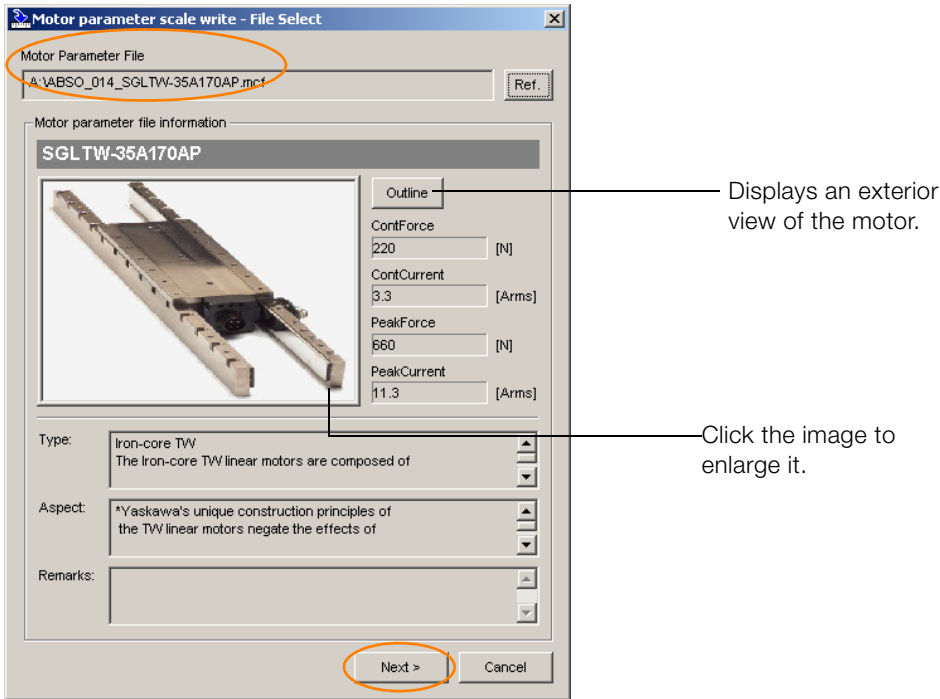 Motor parameter scale write - File Select
Motor Parameter File
A:\ABSO_014_SGLTW-35A170AP.mcf
Ref.
Motor parameter file information
SGLTW-35A170AP
Outline
Displays an exterior
view of the motor.
ContForce
220 [N]
ContCurrent
3.3 [Arms]
PeakForce
660 [N]
PeakCurrent
11.3 [Arms]
Click the image to
enlarge it.
Type:
Iron-core TW
The Iron-core TW linear motors are composed of
Aspect:
*Yaskawa's unique construction principles of
the TW linear motors negate the effects of
Remarks:
Next >
Cancel